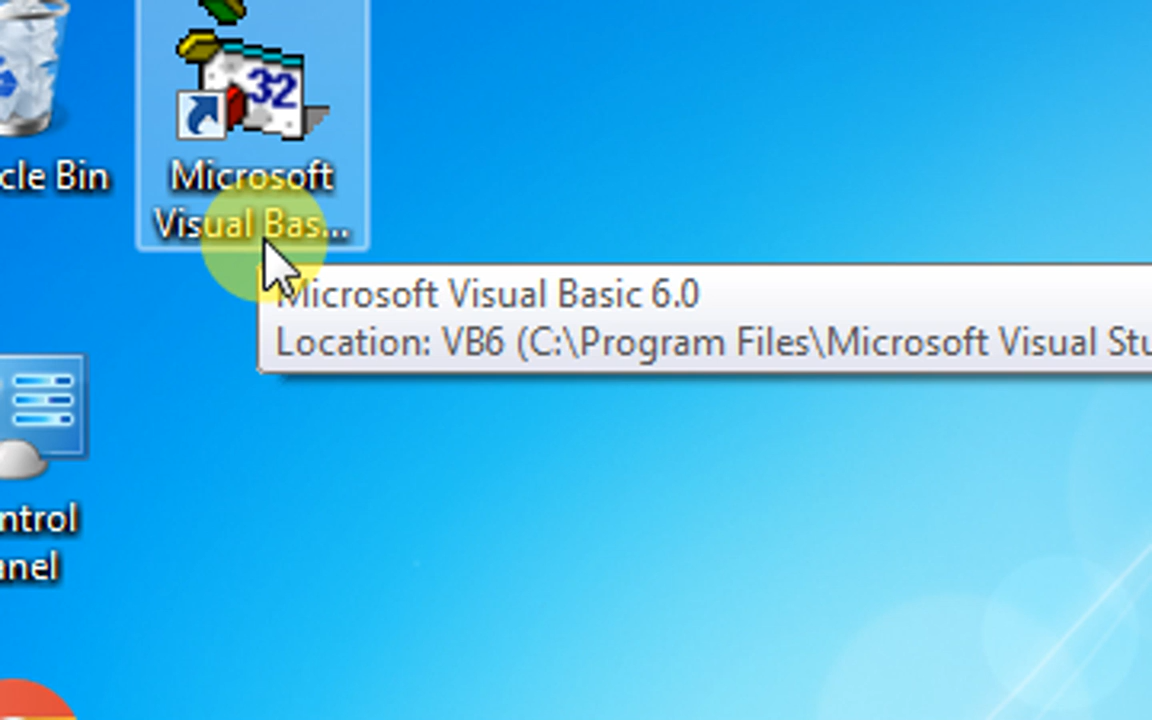 32
cle Bin
Microsoft
Visual Bas...
Microsoft Visual Basic 6.0
Location: VB6 (C:\Program Files\Microsoft Visual Stu
ntrol
anel